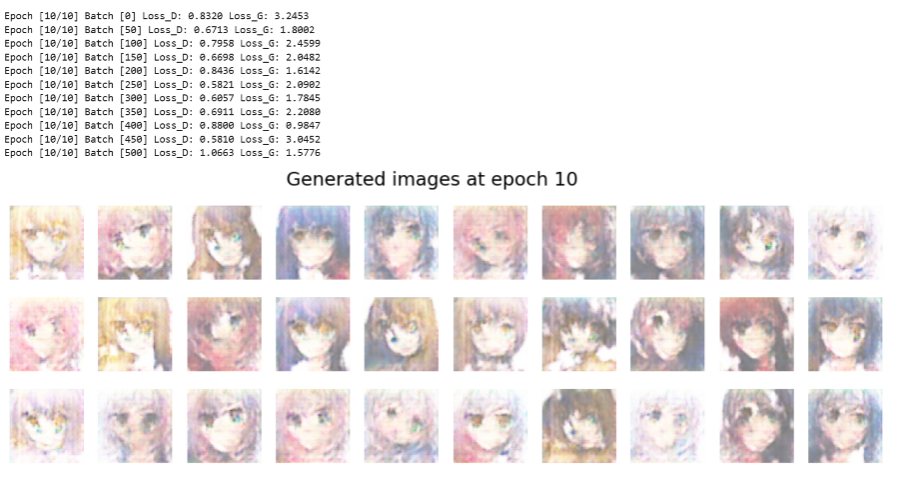 Epoch [10/10] Batch [0] Loss_D: 0.8320 Loss_G: 3.2453
Epoch [10/10] Batch [50] Loss_D: 0.6713 Loss_G: 1.8002
Epoch [10/10] Batch [100] Loss_D: 0.7958 Loss_G: 2.4599
Epoch [10/10] Batch [150] Loss_D: 0.6698 Loss_G: 2.0482
Epoch [10/10] Batch [200] Loss_D: 0.8436 Loss_G: 1.6142
Epoch [10/10] Batch [250] Loss_D: 0.5821 Loss_G: 2.0902
Epoch [10/10] Batch [300] Loss_D: 0.6057 Loss_G: 1.7845
Epoch [10/10] Batch [350] Loss_D: 0.6911 Loss_G: 2.2080
Epoch [10/10] Batch [400] Loss_D: 0.8800 Loss_G: 0.9847
Epoch [10/10] Batch [450] Loss_D: 0.5810 Loss_G: 3.0452
Epoch [10/10] Batch [500] Loss_D: 1.0663 Loss_G: 1.5776
Generated images at epoch 10